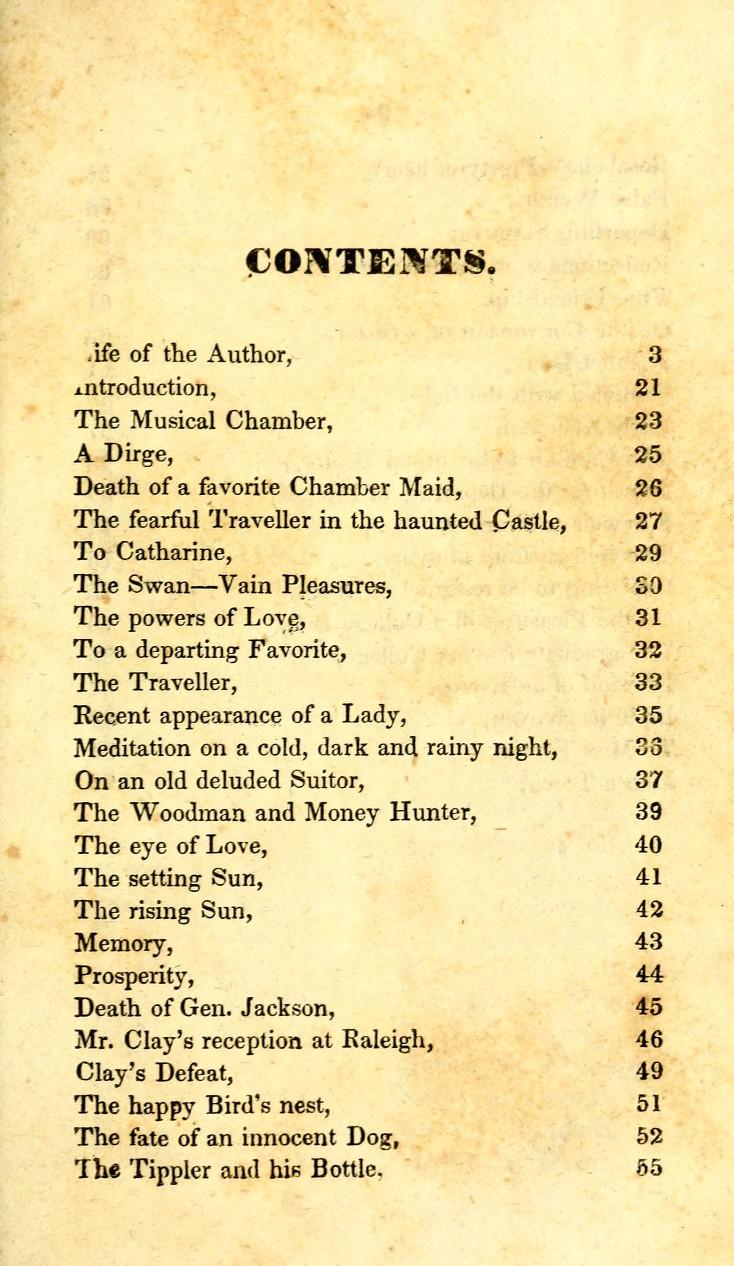 CONTENTS.
ife of the Author, 3
ntroduction, 21
The Musical Chamber, 23
A Dirge, 25
Death of a favorite Chamber Maid, 26
The fearful Traveller in the haunted Castle, 27
To Catharine, 29
The Swan—Vain Pleasures, 30
The powers of Love, 31
To a departing Favorite, 32
The Traveller, 33
Recent appearance of a Lady, 35
Meditation on a cold, dark and rainy night, 36
On an old deluded Suitor, 37
The Woodman and Money Hunter, 39
The eye of Love, 40
The setting Sun, 41
The rising Sun, 42
Memory, 43
Prosperity, 44
Death of Gen. Jackson, 45
Mr. Clay's reception at Raleigh, 46
Clay's Defeat, 49
The happy Bird's nest, 51
The fate of an innocent Dog, 52
The Tippler and his Bottle, 55